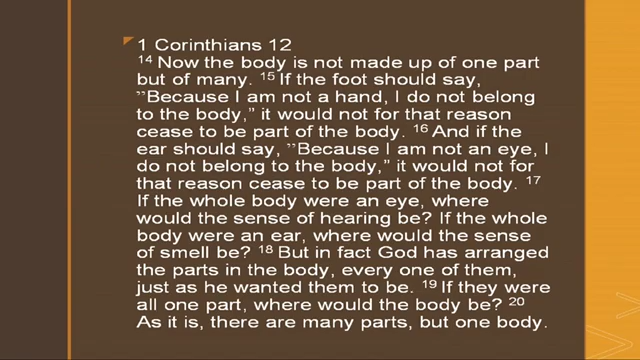 1 Corinthians 12
¹⁴ Now the body is not made up of one part
but of many. ¹⁵ If the foot should say,
”Because I am not a hand, I do not belong
to the body,” it would not for that reason
cease to be part of the body. ¹⁶ And if the
ear should say, ”Because I am not an eye, I
do not belong to the body,” it would not for
that reason cease to be part of the body. ¹⁷
If the whole body were an eye, where
would the sense of hearing be? If the whole
body were an ear, where would the sense
of smell be? ¹⁸ But in fact God has arranged
the parts in the body, every one of them,
just as he wanted them to be. ¹⁹ If they were
all one part, where would the body be? ²⁰
As it is, there are many parts, but one body.